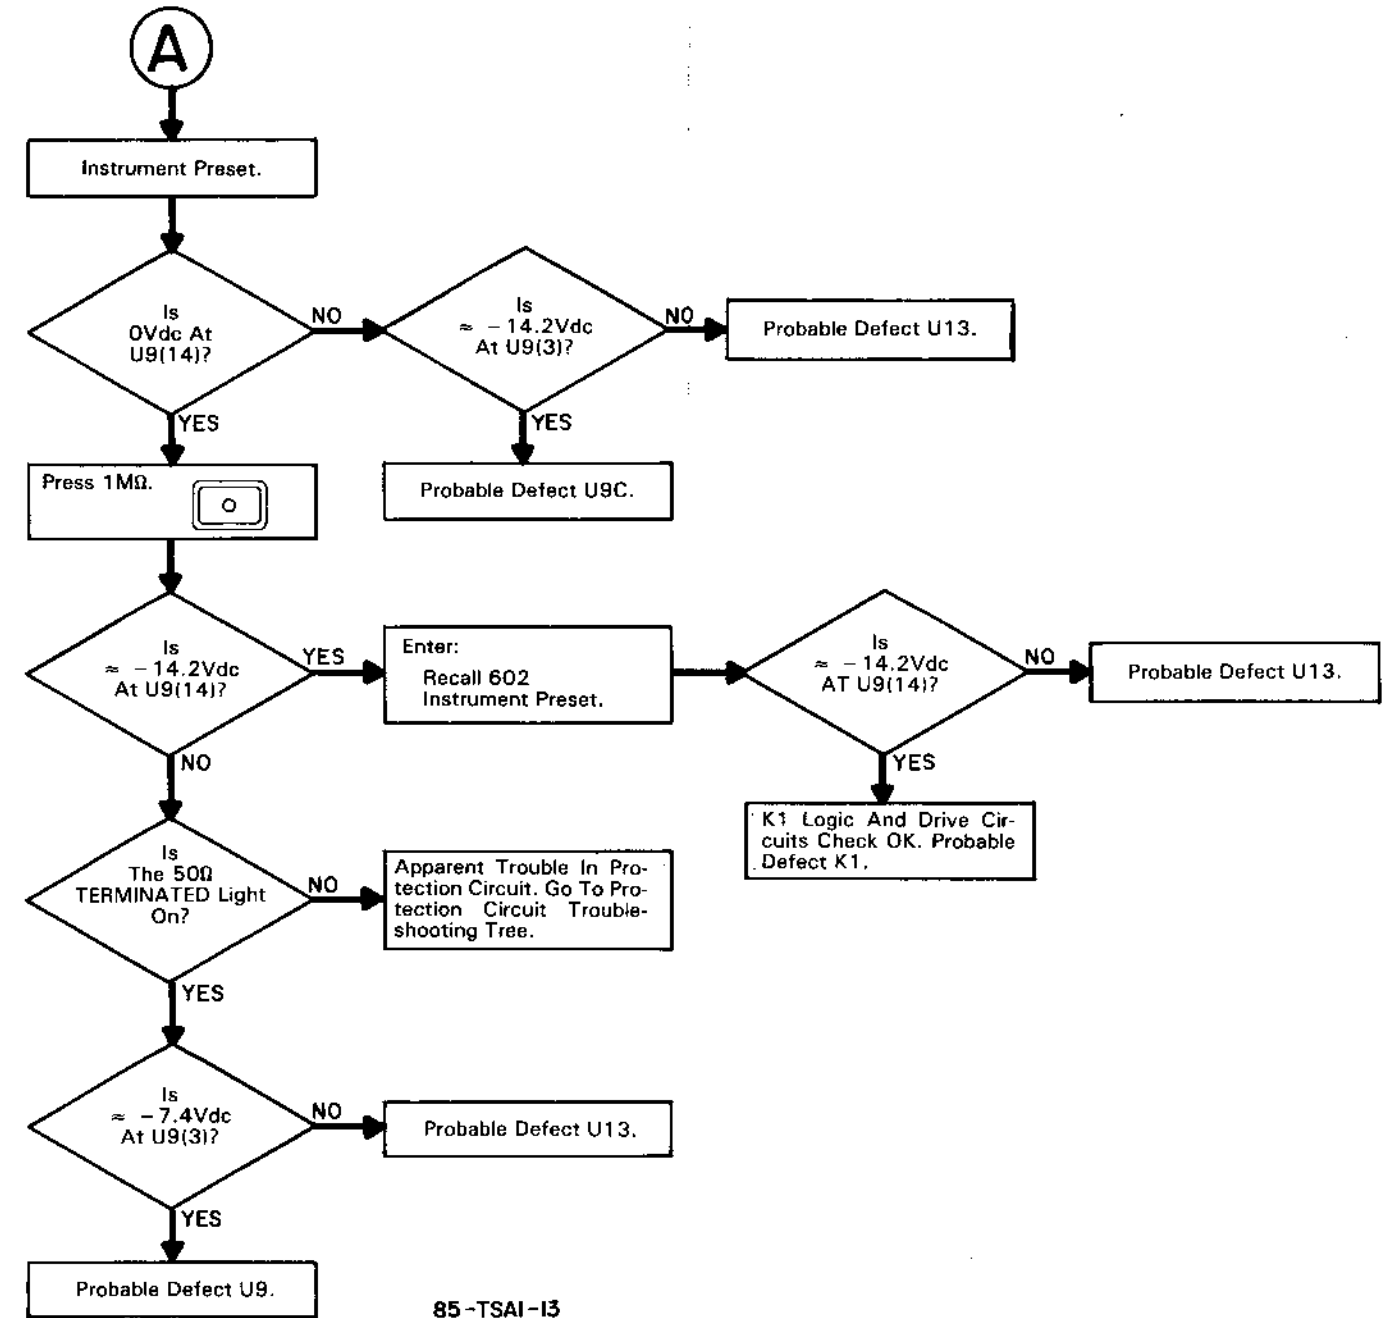 A
Instrument Preset.
Is
0Vdc At
U9(14)?
NO
Is
≈ -14.2Vdc
At U9(3)?
NO
Probable Defect U13.
YES
YES
Press 1MΩ.
Probable Defect U9C.
Is
≈ -14.2Vdc
At U9(14)?
YES
Enter:
Recall 602
Instrument Preset.
Is
≈ -14.2Vdc
AT U9(14)?
NO
Probable Defect U13.
NO
YES
K1 Logic And Drive Cir-
cuits Check OK. Probable
Defect K1.
Is
The 50Ω
TERMINATED Light
On?
NO
Apparent Trouble In Pro-
tection Circuit. Go To Pro-
tection Circuit Trouble-
shooting Tree.
YES
Is
≈ -7.4Vdc
At U9(3)?
NO
Probable Defect U13.
YES
Probable Defect U9.
85-TSAI-13